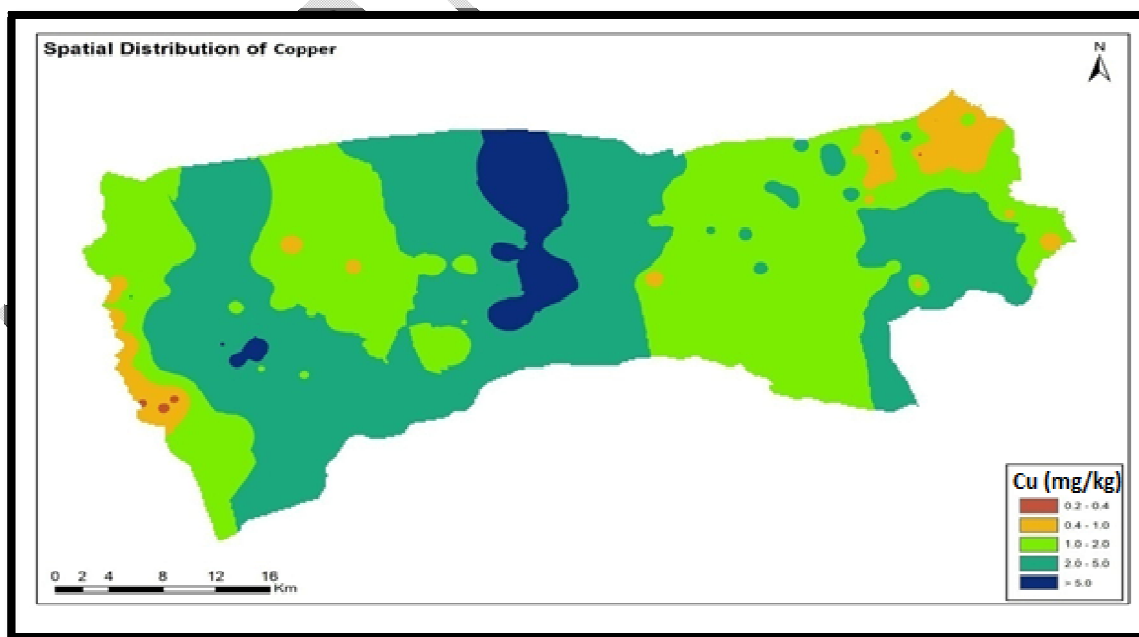 Spatial Distribution of Copper
N
Cu (mg/kg)
0.2 - 0.4
0.4 - 1.0
1.0 - 2.0
2.0 - 5.0
> 5.0
0 2 4 8 12 16
Km